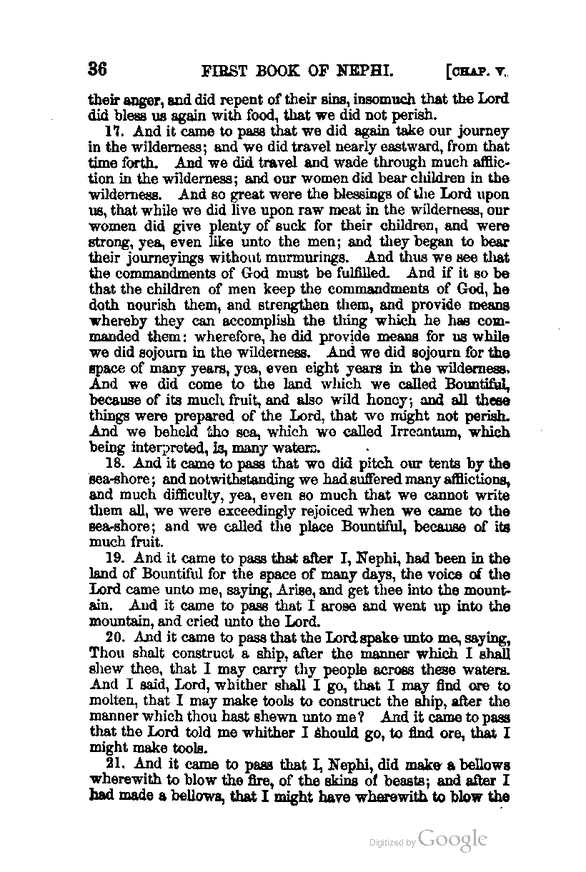 36 FIRST BOOK OF NEPHI. [CHAP. V.
their anger, and did repent of their sins, insomuch that the Lord
did bless us again with food, that we did not perish.
17. And it came to pass that we did again take our journey
in the wilderness; and we did travel nearly eastward, from that
time forth. And we did travel and wade through much afflic-
tion in the wilderness; and our women did bear children in the
wilderness. And so great were the blessings of the Lord upon
us, that while we did live upon raw meat in the wilderness, our
women did give plenty of suck for their children, and were
strong, yea, even like unto the men; and they began to bear
their journeyings without murmurings. And thus we see that
the commandments of God must be fulfilled. And if it so be
that the children of men keep the commandments of God, he
doth nourish them, and strengthen them, and provide means
whereby they can accomplish the thing which he has com-
manded them: wherefore, he did provide means for us while
we did sojourn in the wilderness. And we did sojourn for the
space of many years, yea, even eight years in the wilderness.
And we did come to the land which we called Bountiful,
because of its much fruit, and also wild honey; and all these
things were prepared of the Lord, that we might not perish.
And we beheld the sea, which we called Irreantum, which
being interpreted, is, many waters.
18. And it came to pass that we did pitch our tents by the
sea-shore; and notwithstanding we had suffered many afflictions,
and much difficulty, yea, even so much that we cannot write
them all, we were exceedingly rejoiced when we came to the
sea-shore; and we called the place Bountiful, because of its
much fruit.
19. And it came to pass that after I, Nephi, had been in the
land of Bountiful for the space of many days, the voice of the
Lord came unto me, saying, Arise, and get thee into the mount-
ain. And it came to pass that I arose and went up into the
mountain, and cried unto the Lord.
20. And it came to pass that the Lord spake unto me, saying,
Thou shalt construct a ship, after the manner which I shall
shew thee, that I may carry thy people across these waters.
And I said, Lord, whither shall I go, that I may find ore to
molten, that I may make tools to construct the ship, after the
manner which thou hast shewn unto me? And it came to pass
that the Lord told me whither I should go, to find ore, that I
might make tools.
21. And it came to pass that I, Nephi, did make a bellows
wherewith to blow the fire, of the skins of beasts; and after I
had made a bellows, that I might have wherewith to blow the
Digitized by Google